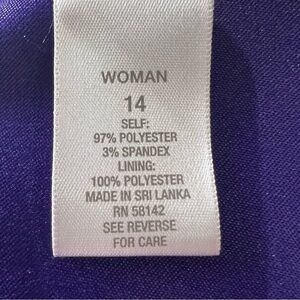 WOMAN
14
SELF:
97% POLYESTER
3% SPANDEX
LINING:
100% POLYESTER
MADE IN SRI LANKA
RN 58142
SEE REVERSE
FOR CARE